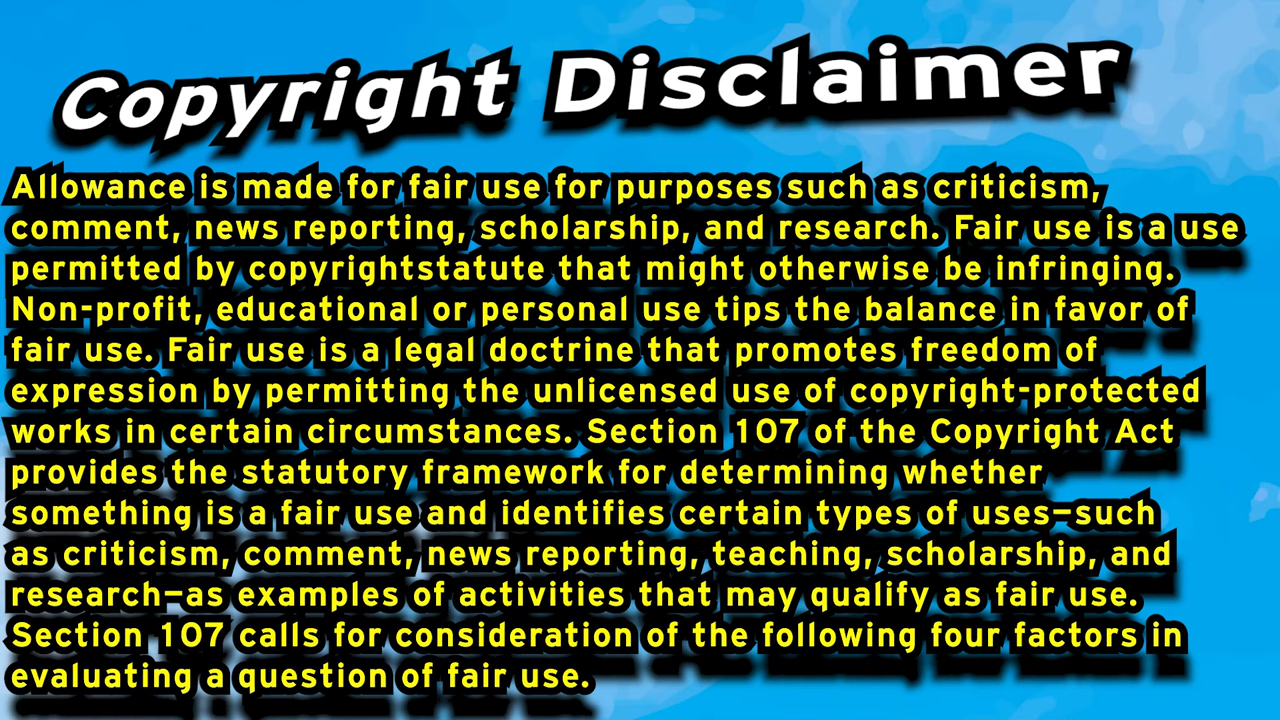 Copyright Disclaimer
Allowance is made for fair use for purposes such as criticism,
comment, news reporting, scholarship, and research. Fair use is a use
permitted by copyrightstatute that might otherwise be infringing.
Non-profit, educational or personal use tips the balance in favor of
fair use. Fair use is a legal doctrine that promotes freedom of
expression by permitting the unlicensed use of copyright-protected
works in certain circumstances. Section 107 of the Copyright Act
provides the statutory framework for determining whether
something is a fair use and identifies certain types of uses—such
as criticism, comment, news reporting, teaching, scholarship, and
research—as examples of activities that may qualify as fair use.
Section 107 calls for consideration of the following four factors in
evaluating a question of fair use.